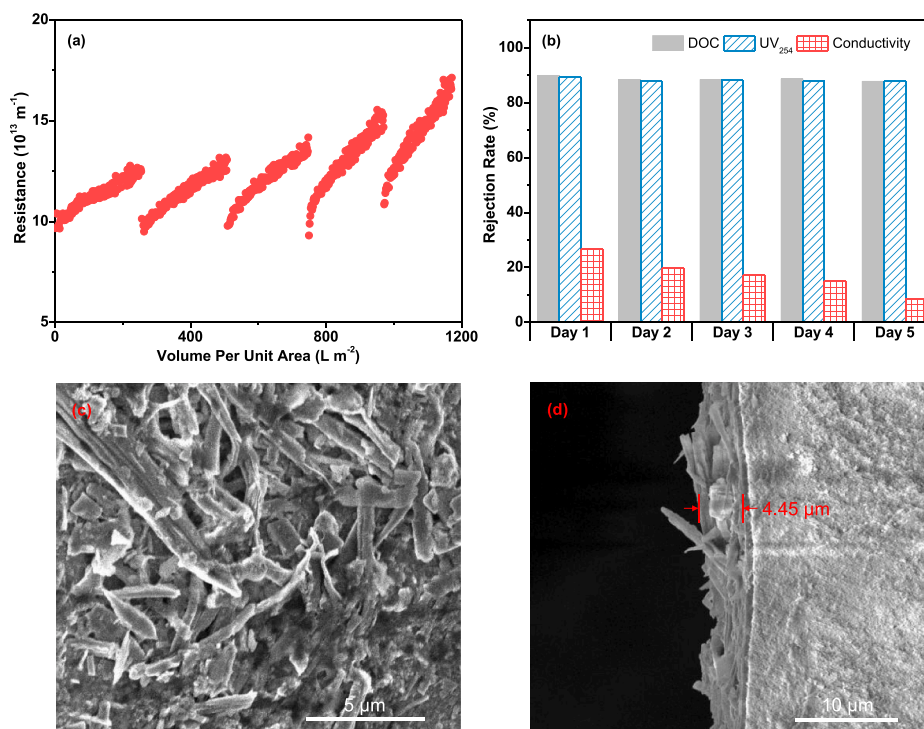 (a)
20
15
10
5
Resistance (10¹³ m⁻¹)
0 400 800 1200
Volume Per Unit Area (L m⁻²)
(b)
DOC UV₂₅₄ Conductivity
100
80
60
40
20
0
Rejection Rate (%)
Day 1 Day 2 Day 3 Day 4 Day 5
(c)
5 µm
(d)
4.45 µm
10 µm